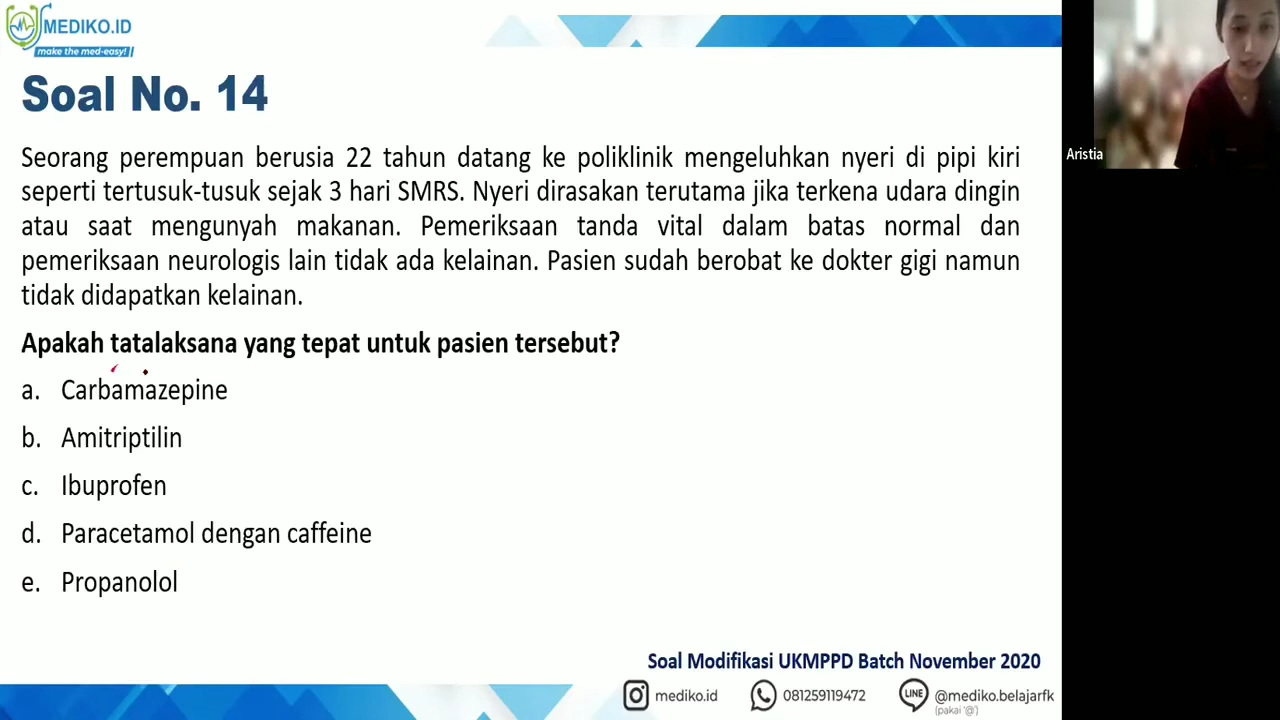 MEDIKO.ID
make the med-easy!
Soal No. 14
Seorang perempuan berusia 22 tahun datang ke poliklinik mengeluhkan nyeri di pipi kiri
seperti tertusuk-tusuk sejak 3 hari SMRS. Nyeri dirasakan terutama jika terkena udara dingin
atau saat mengunyah makanan. Pemeriksaan tanda vital dalam batas normal dan
pemeriksaan neurologis lain tidak ada kelainan. Pasien sudah berobat ke dokter gigi namun
tidak didapatkan kelainan.
Apakah tatalaksana yang tepat untuk pasien tersebut?
a. Carbamazepine
b. Amitriptilin
c. Ibuprofen
d. Paracetamol dengan caffeine
e. Propanolol
Soal Modifikasi UKMPPD Batch November 2020
mediko.id 081259119472 LINE @mediko.belajarfk
(pakai '@')
Aristia